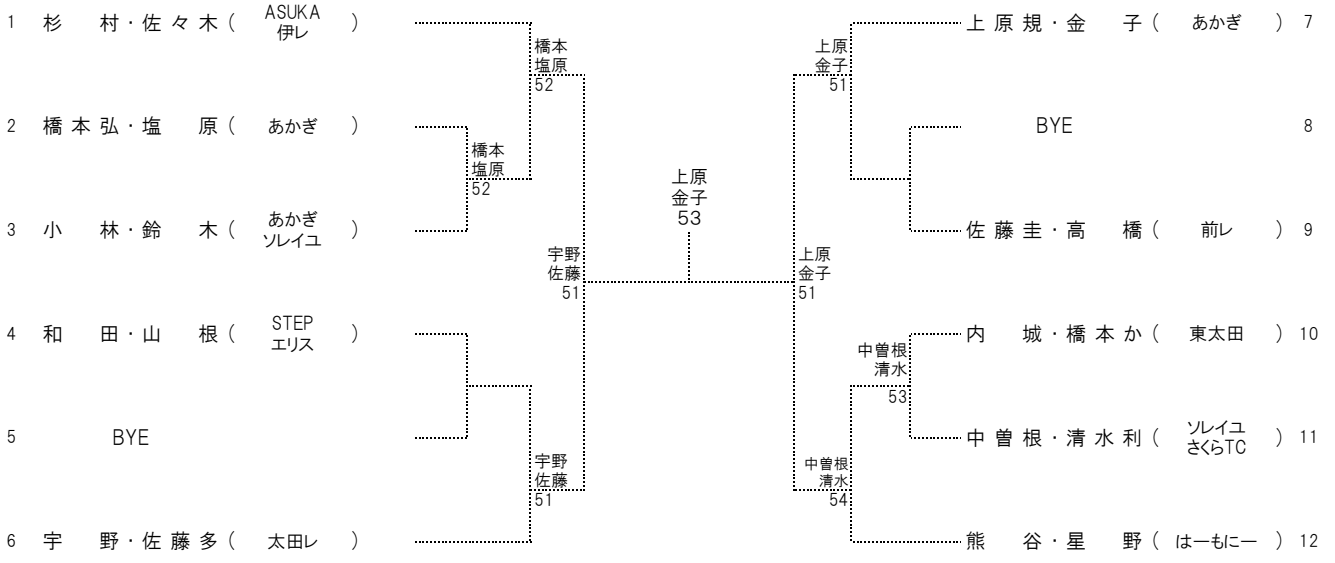 1 杉 村・佐々木 ( ASUKA 伊レ )
橋本
塩原
52
2 橋本弘・塩 原 ( あかぎ )
橋本
塩原
52
3 小 林・鈴 木 ( あかぎ ソレイユ )
宇野
佐藤
51
4 和 田・山 根 ( STEP エリス )
5 BYE
宇野
佐藤
51
6 宇 野・佐藤多 ( 太田レ )
上原
金子
53
上原規・金 子 ( あかぎ ) 7
上原
金子
51
BYE 8
佐藤圭・高 橋 ( 前レ ) 9
上原
金子
51
内 城・橋本か ( 東太田 ) 10
中曽根
清水
53
中曽根・清水利 ( ソレイユ さくらTC ) 11
中曽根
清水
54
熊 谷・星 野 ( はーもにー ) 12